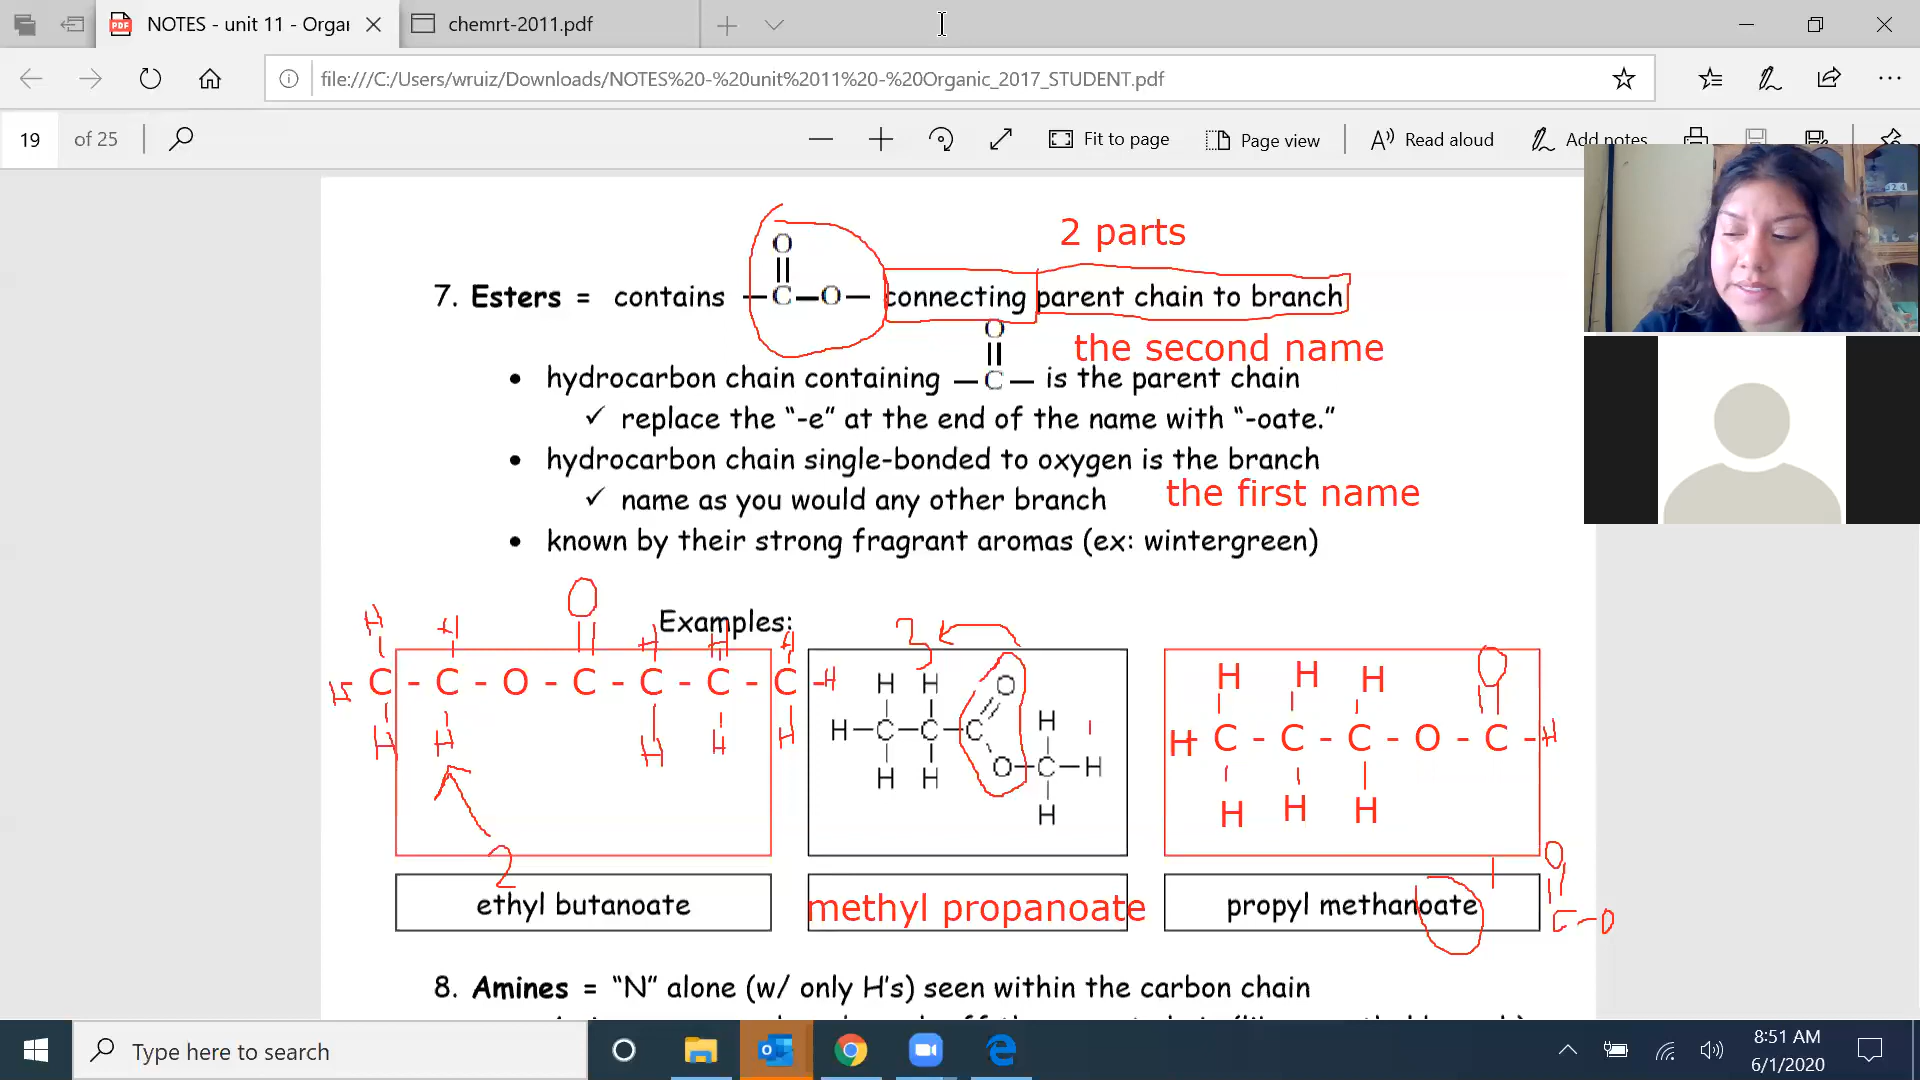 NOTES - unit 11 - Orgar
chemrt-2011.pdf
file:///C:/Users/wruiz/Downloads/NOTES%20-%20unit%2011%20-%20Organic_2017_STUDENT.pdf
19 of 25
Fit to page
Page view
Read aloud
Add notes
2 parts
O
7. Esters = contains —C—O— connecting parent chain to branch
O
the second name
hydrocarbon chain containing —C— is the parent chain
✓ replace the "-e" at the end of the name with "-oate."
hydrocarbon chain single-bonded to oxygen is the branch
✓ name as you would any other branch
the first name
known by their strong fragrant aromas (ex: wintergreen)
Examples:
O
H H H H H
H C - C - O - C - C - C - C - H
H H H H H
2
3
H H O
H—C—C—C H 1
H H O—C—H
H
H H H O
H - C - C - C - O - C - H
H H H
O
C-O
ethyl butanoate
methyl propanoate
propyl methanoate
8. Amines = "N" alone (w/ only H's) seen within the carbon chain
Type here to search
8:51 AM
6/1/2020